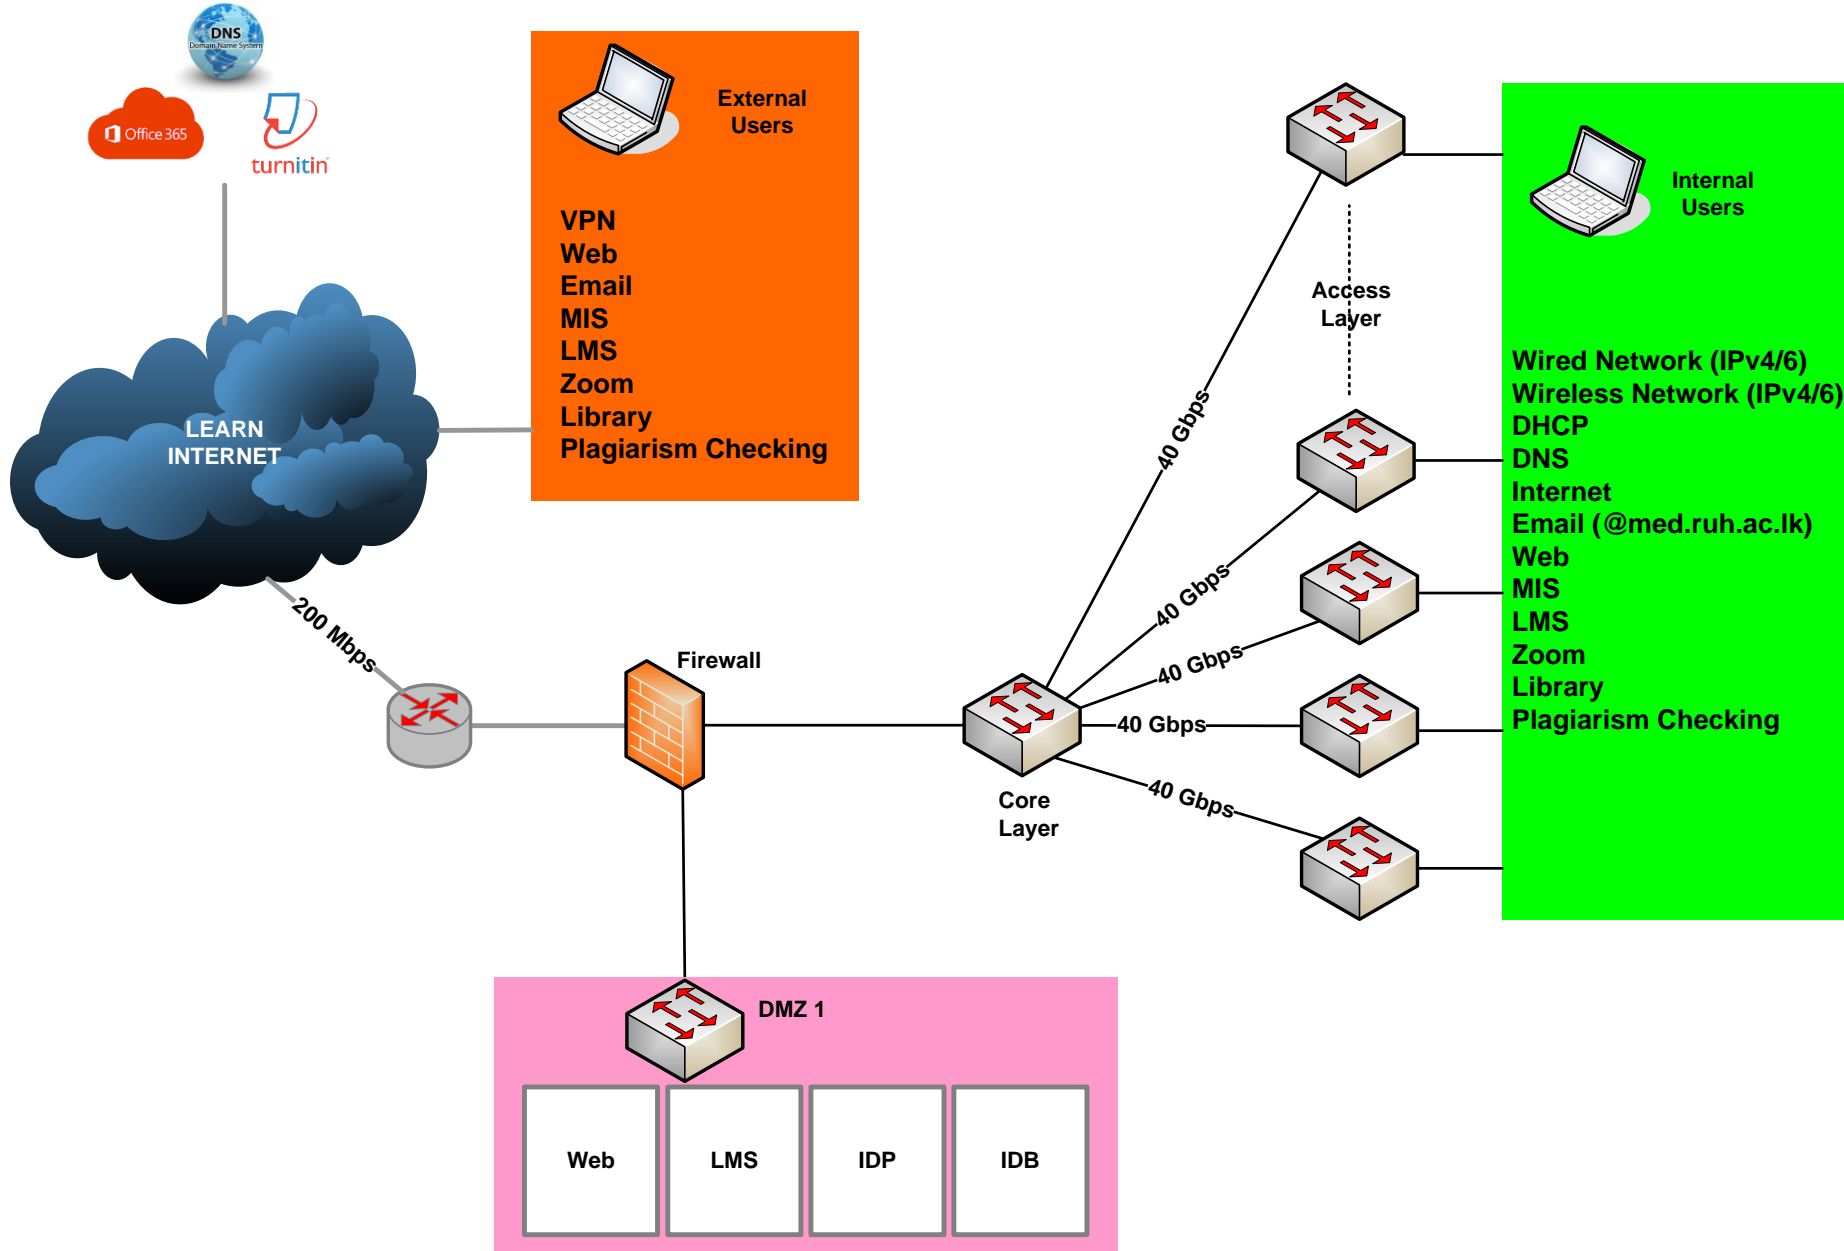 DNS
Domain Name System
Office 365
turnitin
External
Users
VPN
Web
Email
MIS
LMS
Zoom
Library
Plagiarism Checking
LEARN
INTERNET
200 Mbps
Firewall
Core
Layer
40 Gbps
40 Gbps
40 Gbps
40 Gbps
40 Gbps
Access
Layer
Internal
Users
Wired Network (IPv4/6)
Wireless Network (IPv4/6)
DHCP
DNS
Internet
Email (@med.ruh.ac.lk)
Web
MIS
LMS
Zoom
Library
Plagiarism Checking
DMZ 1
Web
LMS
IDP
IDB